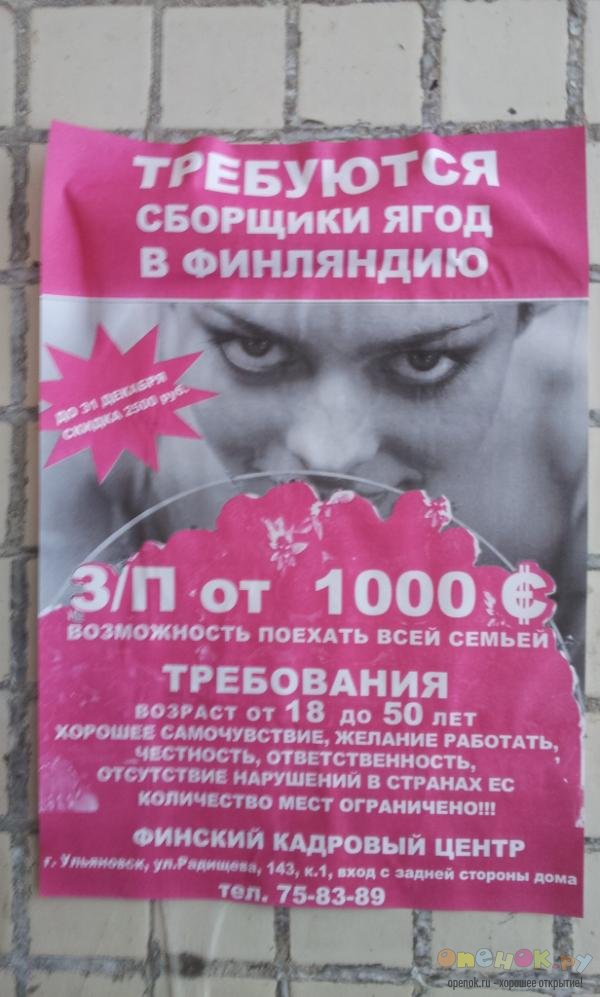 ТРЕБУЮТСЯ
СБОРЩИКИ ЯГОД
В ФИНЛЯНДИЮ
ДО 31 ДЕКАБРЯ
СКИДКА 2500 руб.
З/П от 1000 €
ВОЗМОЖНОСТЬ ПОЕХАТЬ ВСЕЙ СЕМЬЕЙ
ТРЕБОВАНИЯ
ВОЗРАСТ ОТ 18 ДО 50 ЛЕТ
ХОРОШЕЕ САМОЧУВСТВИЕ, ЖЕЛАНИЕ РАБОТАТЬ,
ЧЕСТНОСТЬ, ОТВЕТСТВЕННОСТЬ,
ОТСУТСТВИЕ НАРУШЕНИЙ В СТРАНАХ ЕС
КОЛИЧЕСТВО МЕСТ ОГРАНИЧЕНО!!!
ФИНСКИЙ КАДРОВЫЙ ЦЕНТР
г. Ульяновск, ул.Радищева, 143, к.1, вход с задней стороны дома
тел. 75-83-89
опенок.ру
openok.ru –хорошее открытие!